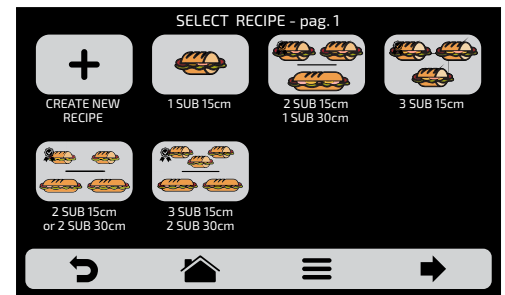 SELECT RECIPE - pag. 1
CREATE NEW
RECIPE
1 SUB 15cm
2 SUB 15cm
1 SUB 30cm
3 SUB 15cm
2 SUB 15cm
or 2 SUB 30cm
3 SUB 15cm
2 SUB 30cm